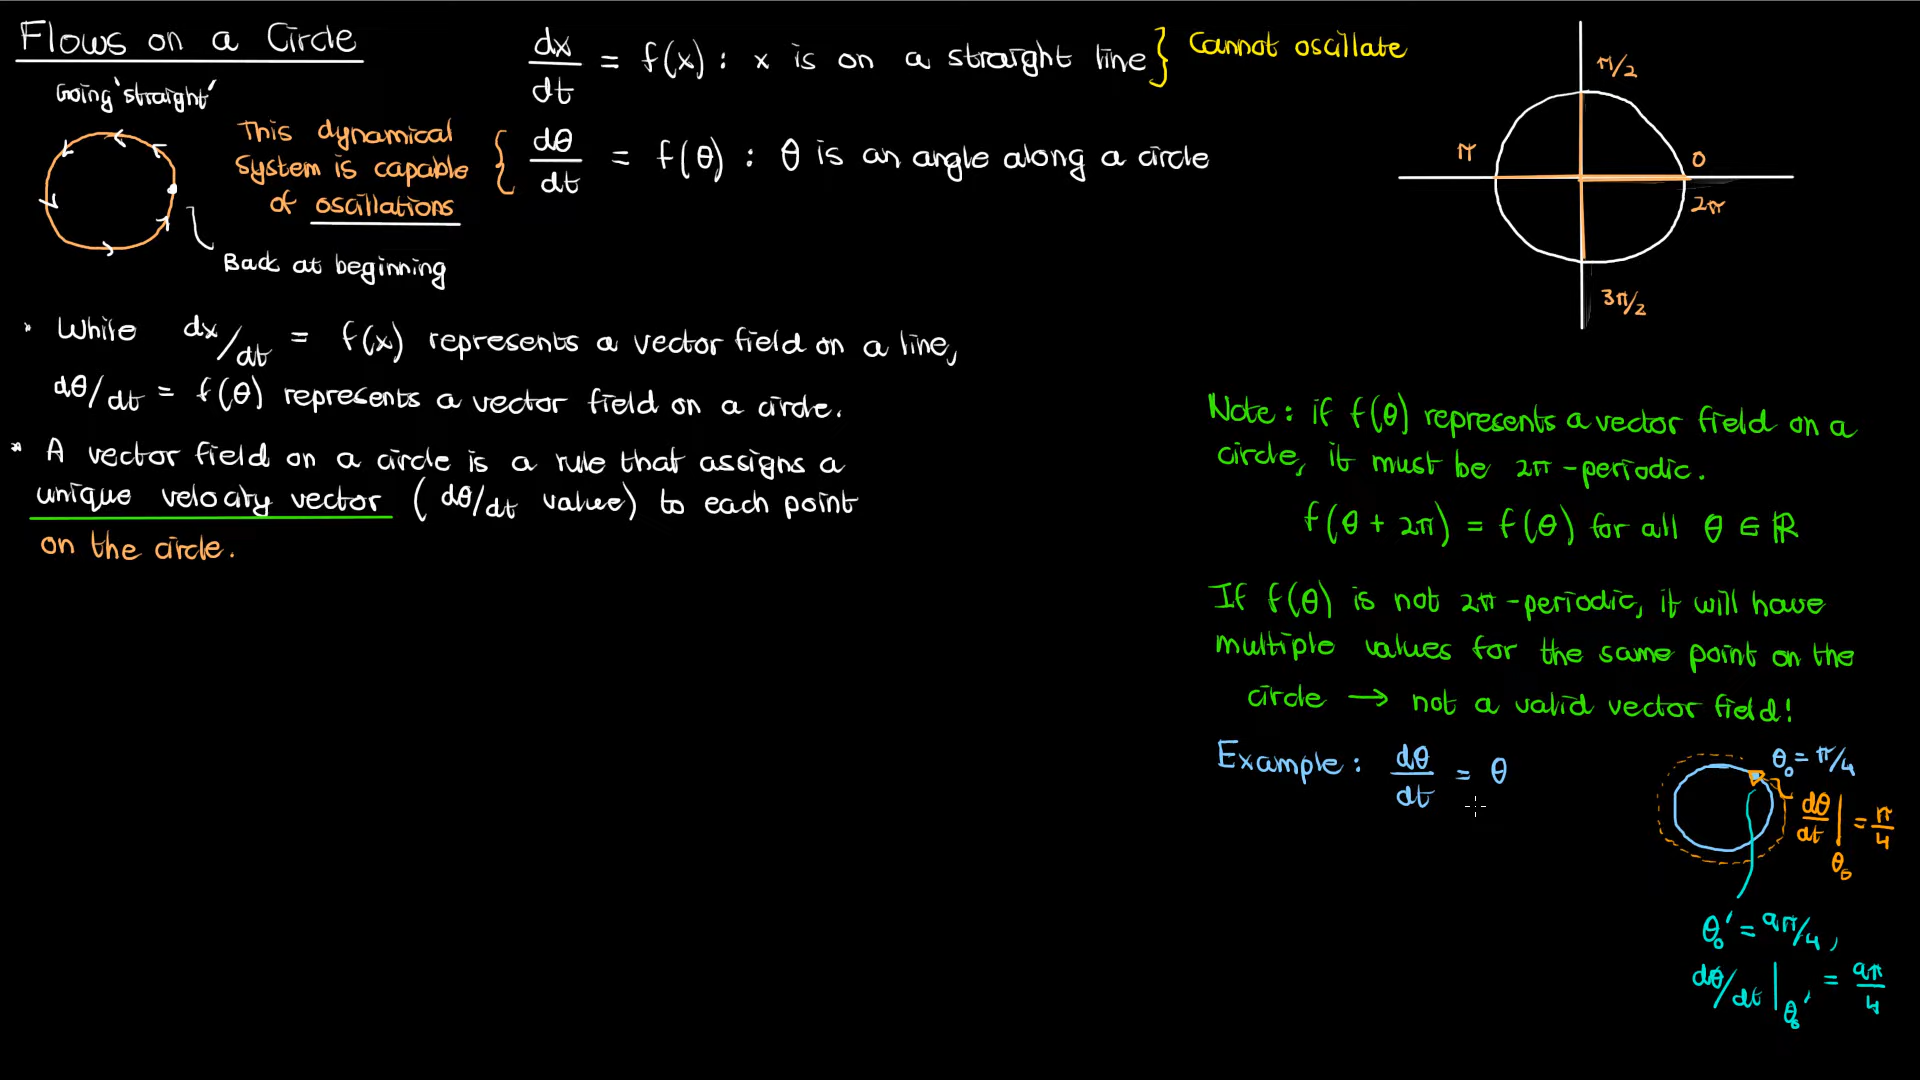 Flows on a Circle
Going 'straight'
This dynamical
system is capable
of oscillations
Back at beginning
dx/dt = f(x) : x is on a straight line } Cannot oscillate
{ dθ/dt = f(θ) : θ is an angle along a circle
π/2
π
0
2π
3π/2
* While dx/dt = f(x) represents a vector field on a line,
dθ/dt = f(θ) represents a vector field on a circle.
* A vector field on a circle is a rule that assigns a
unique velocity vector (dθ/dt value) to each point
on the circle.
Note: if f(θ) represents a vector field on a
circle, it must be 2π-periodic.
f(θ + 2π) = f(θ) for all θ ∈ ℝ
If f(θ) is not 2π-periodic, it will have
multiple values for the same point on the
circle → not a valid vector field!
Example: dθ/dt = θ
θ₀ = π/4
dθ/dt |θ₀ = π/4
θ₀' = 9π/4,
dθ/dt |θ₀' = 9π/4